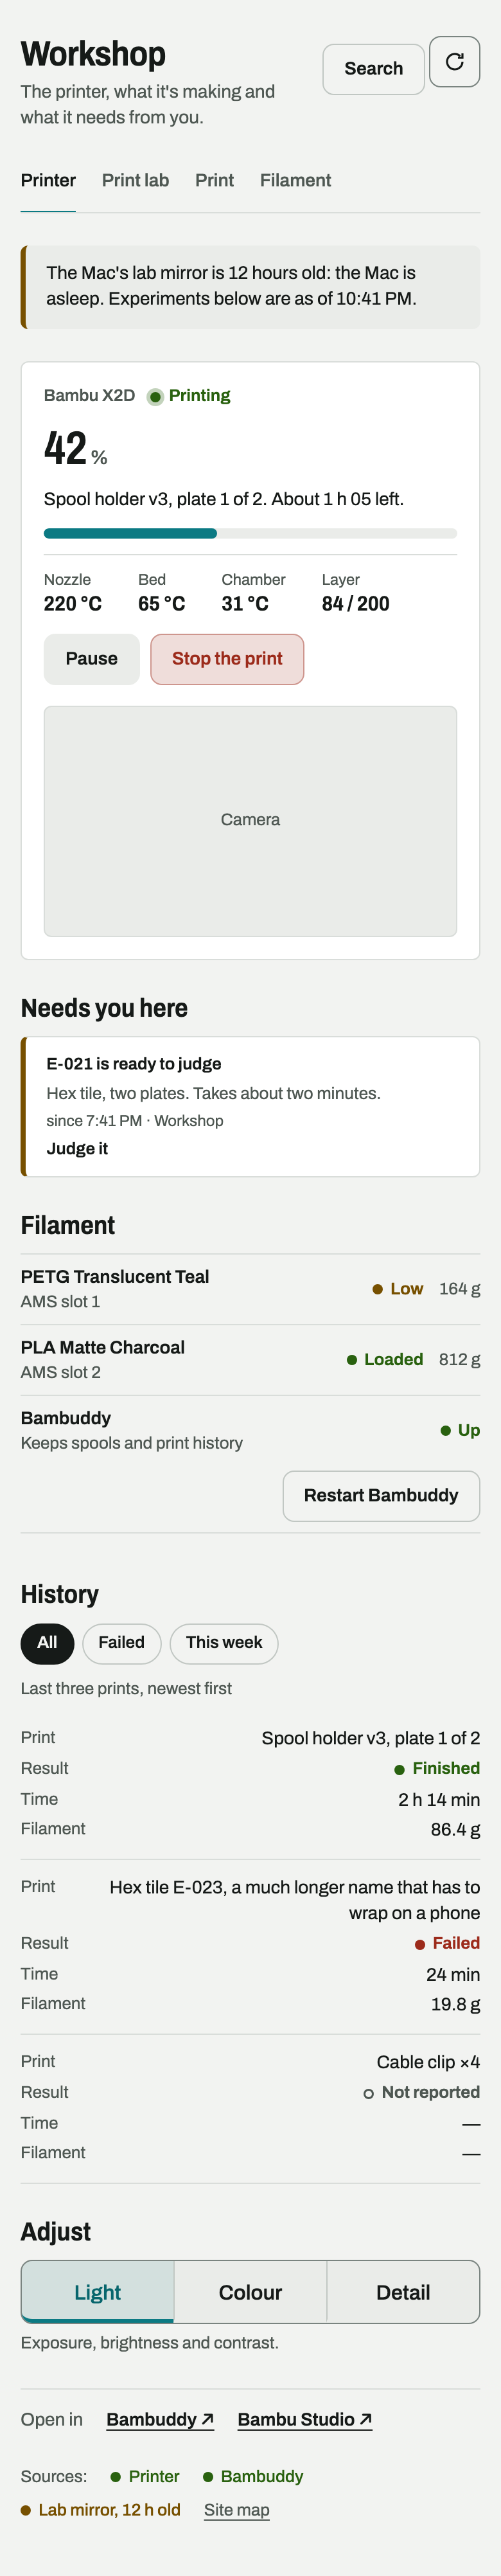 Workshop
The printer, what it's making and
what it needs from you.
Search
Printer Print lab Print Filament
The Mac's lab mirror is 12 hours old: the Mac is
asleep. Experiments below are as of 10:41 PM.
Bambu X2D Printing
42 %
Spool holder v3, plate 1 of 2. About 1 h 05 left.
Nozzle Bed Chamber Layer
220 °C 65 °C 31 °C 84 / 200
Pause Stop the print
Camera
Needs you here
E-021 is ready to judge
Hex tile, two plates. Takes about two minutes.
since 7:41 PM · Workshop
Judge it
Filament
PETG Translucent Teal
AMS slot 1
Low 164 g
PLA Matte Charcoal
AMS slot 2
Loaded 812 g
Bambuddy
Keeps spools and print history
Up
Restart Bambuddy
History
All Failed This week
Last three prints, newest first
Print Spool holder v3, plate 1 of 2
Result Finished
Time 2 h 14 min
Filament 86.4 g
Print Hex tile E-023, a much longer name that has to
wrap on a phone
Result Failed
Time 24 min
Filament 19.8 g
Print Cable clip ×4
Result Not reported
Time —
Filament —
Adjust
Light Colour Detail
Exposure, brightness and contrast.
Open in Bambuddy ↗ Bambu Studio ↗
Sources: Printer Bambuddy
Lab mirror, 12 h old Site map